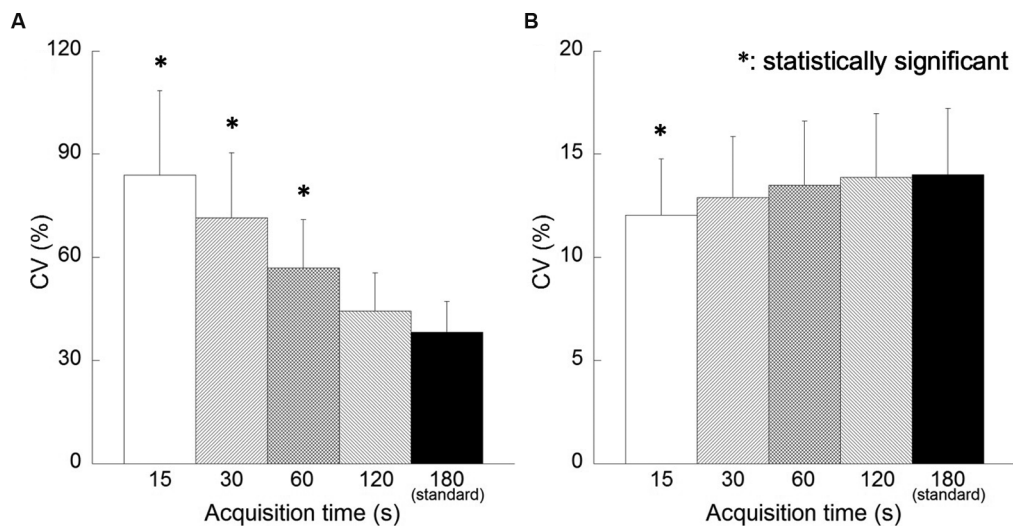 A
120
90
60
30
0
CV (%)
15 30 60 120 180
(standard)
Acquisition time (s)
B
*: statistically significant
20
15
10
5
0
CV (%)
15 30 60 120 180
(standard)
Acquisition time (s)